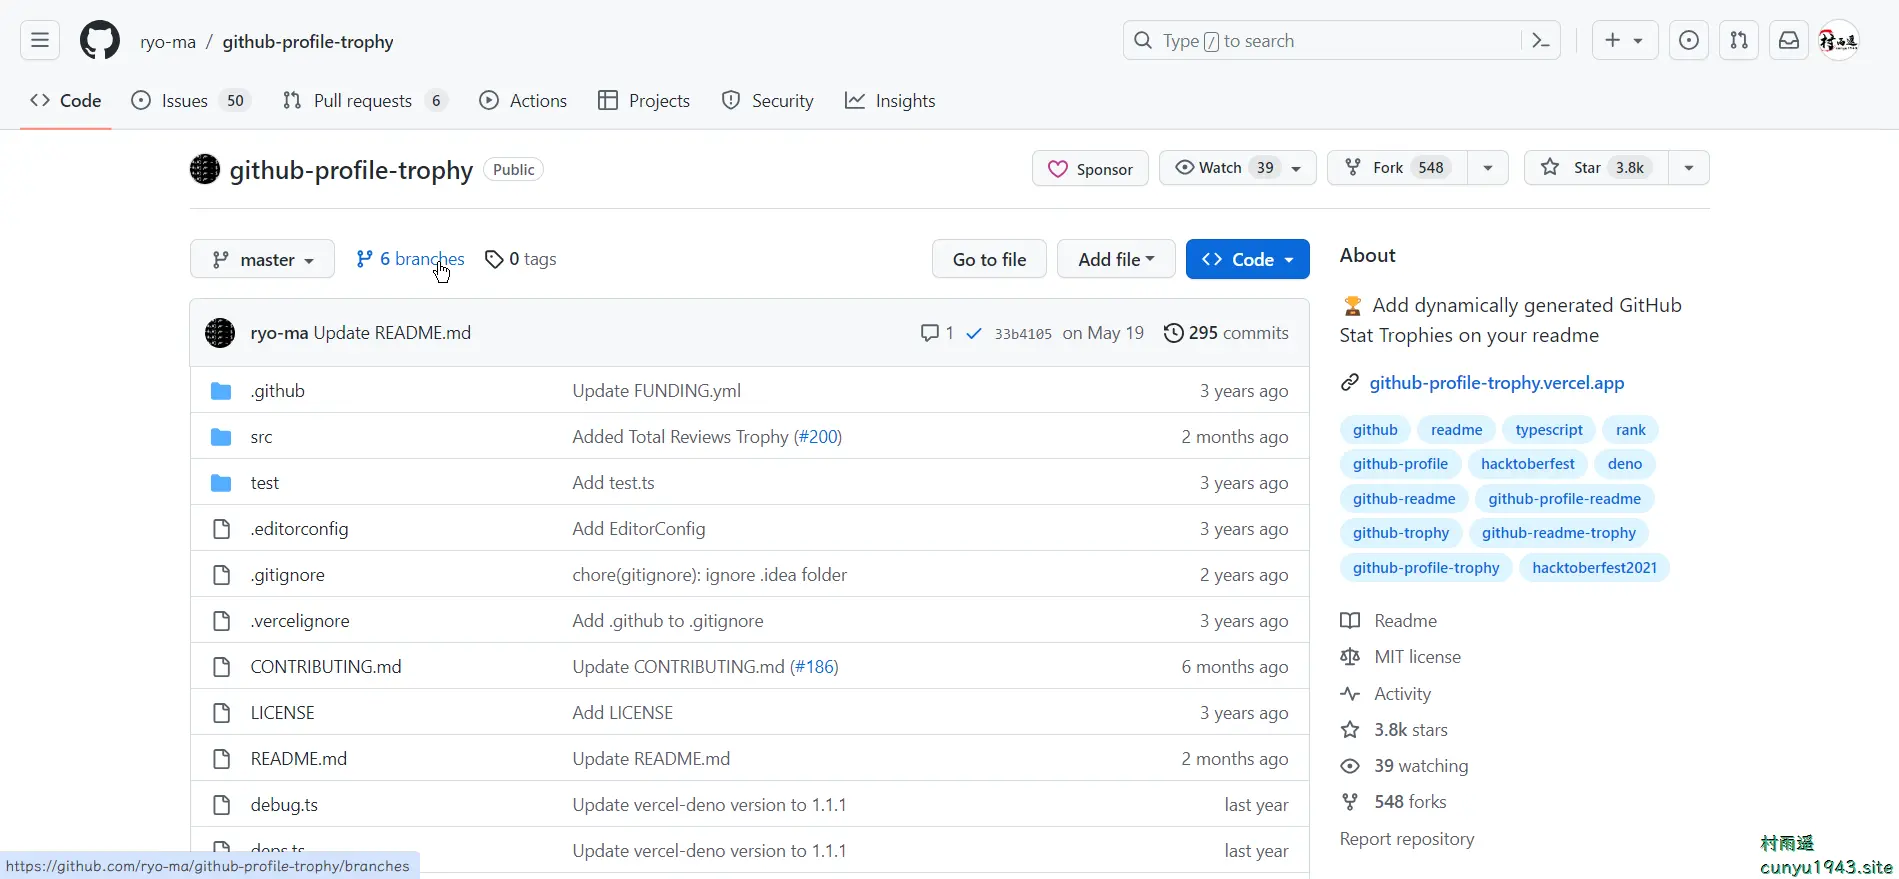 ryo-ma / github-profile-trophy
Type / to search
Code
Issues 50
Pull requests 6
Actions
Projects
Security
Insights
github-profile-trophy Public
Sponsor
Watch 39
Fork 548
Star 3.8k
master
6 branches
0 tags
Go to file
Add file
Code
ryo-ma Update README.md 1 33b4105 on May 19 295 commits
.github Update FUNDING.yml 3 years ago
src Added Total Reviews Trophy (#200) 2 months ago
test Add test.ts 3 years ago
.editorconfig Add EditorConfig 3 years ago
.gitignore chore(gitignore): ignore .idea folder 2 years ago
.vercelignore Add .github to .gitignore 3 years ago
CONTRIBUTING.md Update CONTRIBUTING.md (#186) 6 months ago
LICENSE Add LICENSE 3 years ago
README.md Update README.md 2 months ago
debug.ts Update vercel-deno version to 1.1.1 last year
deps.ts Update vercel-deno version to 1.1.1 last year
https://github.com/ryo-ma/github-profile-trophy/branches
About
Add dynamically generated GitHub
Stat Trophies on your readme
github-profile-trophy.vercel.app
github readme typescript rank
github-profile hacktoberfest deno
github-readme github-profile-readme
github-trophy github-readme-trophy
github-profile-trophy hacktoberfest2021
Readme
MIT license
Activity
3.8k stars
39 watching
548 forks
Report repository
村雨遥
cunyu1943.site